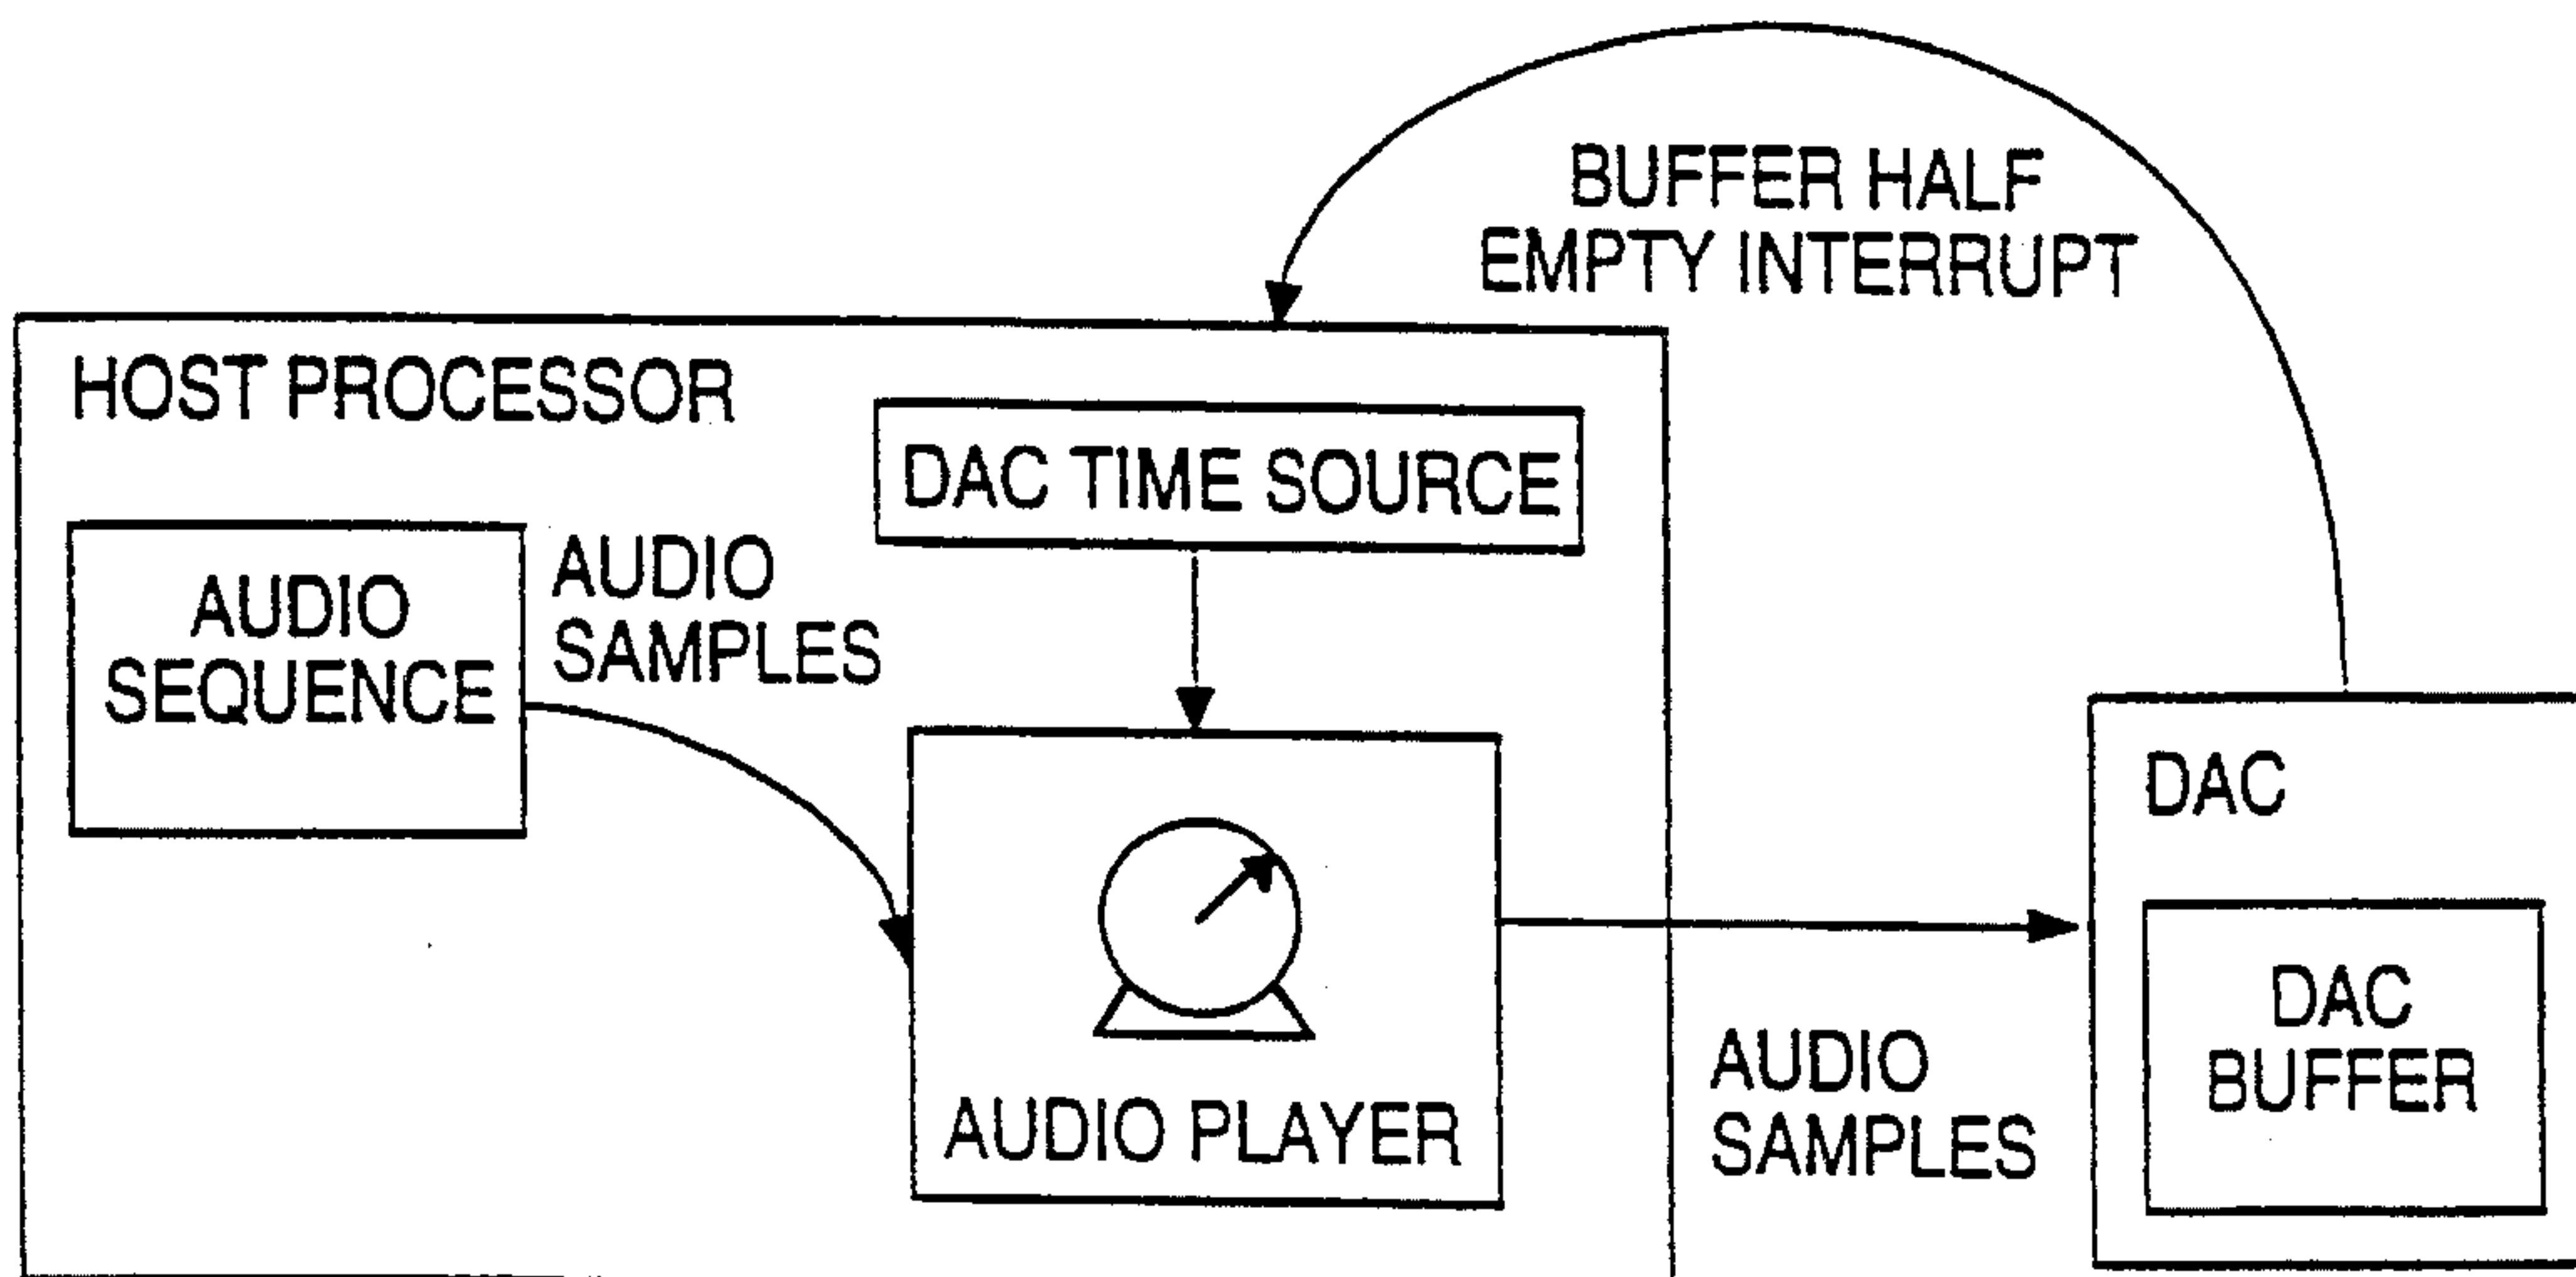 BUFFER HALF
EMPTY INTERRUPT
HOST PROCESSOR
DAC TIME SOURCE
AUDIO
SEQUENCE
AUDIO
SAMPLES
DAC
AUDIO PLAYER
AUDIO
SAMPLES
DAC
BUFFER